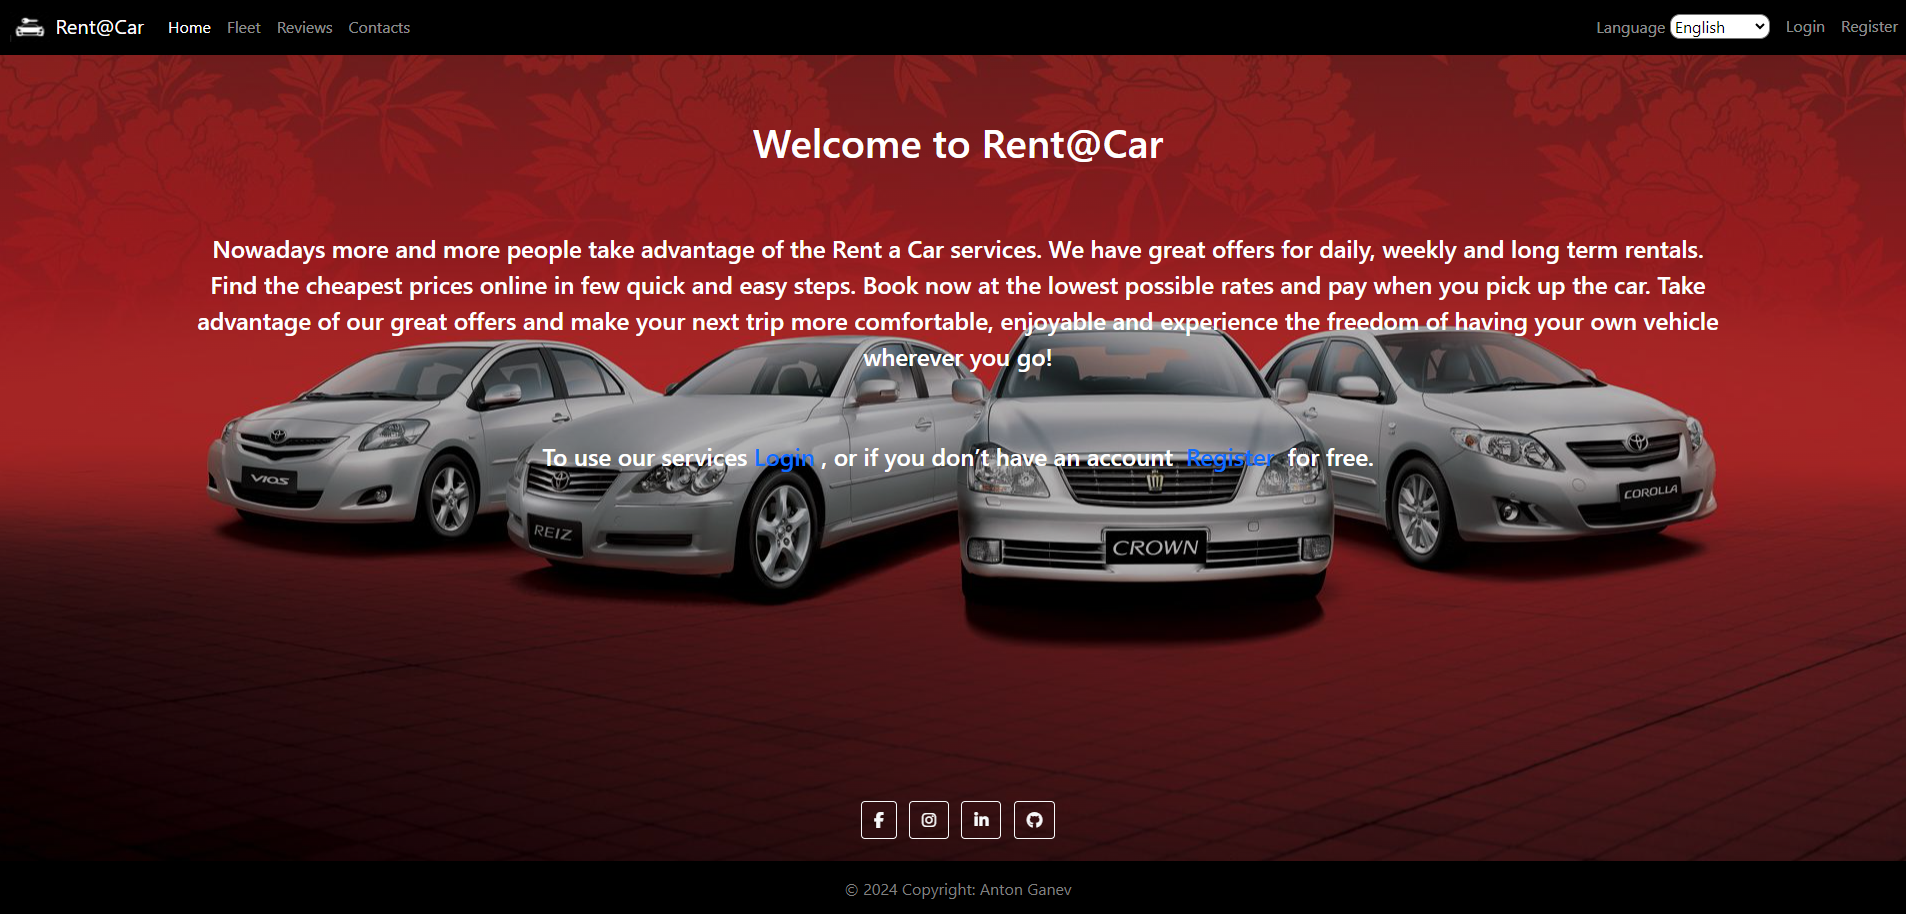 Rent@Car Home Fleet Reviews Contacts Language English Login Register
Welcome to Rent@Car
Nowadays more and more people take advantage of the Rent a Car services. We have great offers for daily, weekly and long term rentals.
Find the cheapest prices online in few quick and easy steps. Book now at the lowest possible rates and pay when you pick up the car. Take
advantage of our great offers and make your next trip more comfortable, enjoyable and experience the freedom of having your own vehicle
wherever you go!
To use our services Login , or if you don’t have an account Register for free.
VIOS
REIZ
CROWN
COROLLA
© 2024 Copyright: Anton Ganev